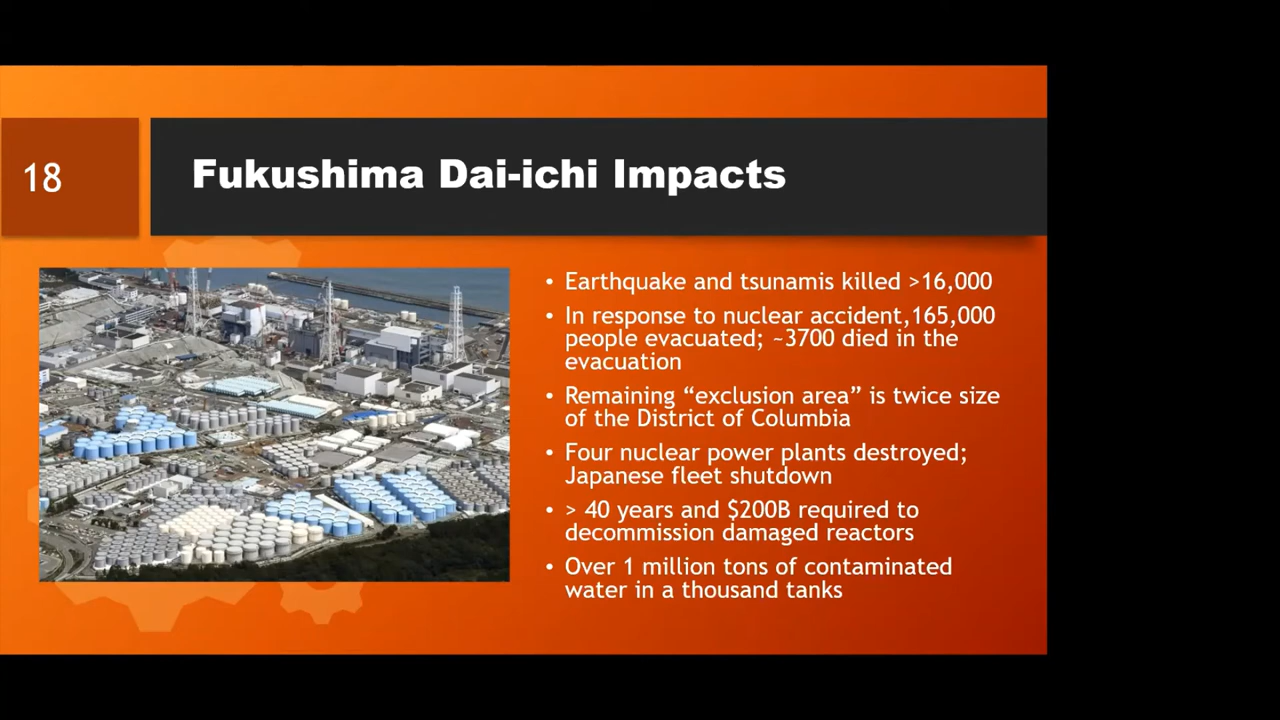 18
Fukushima Dai-ichi Impacts
• Earthquake and tsunamis killed >16,000
• In response to nuclear accident,165,000
people evacuated; ~3700 died in the
evacuation
• Remaining “exclusion area” is twice size
of the District of Columbia
• Four nuclear power plants destroyed;
Japanese fleet shutdown
• > 40 years and $200B required to
decommission damaged reactors
• Over 1 million tons of contaminated
water in a thousand tanks